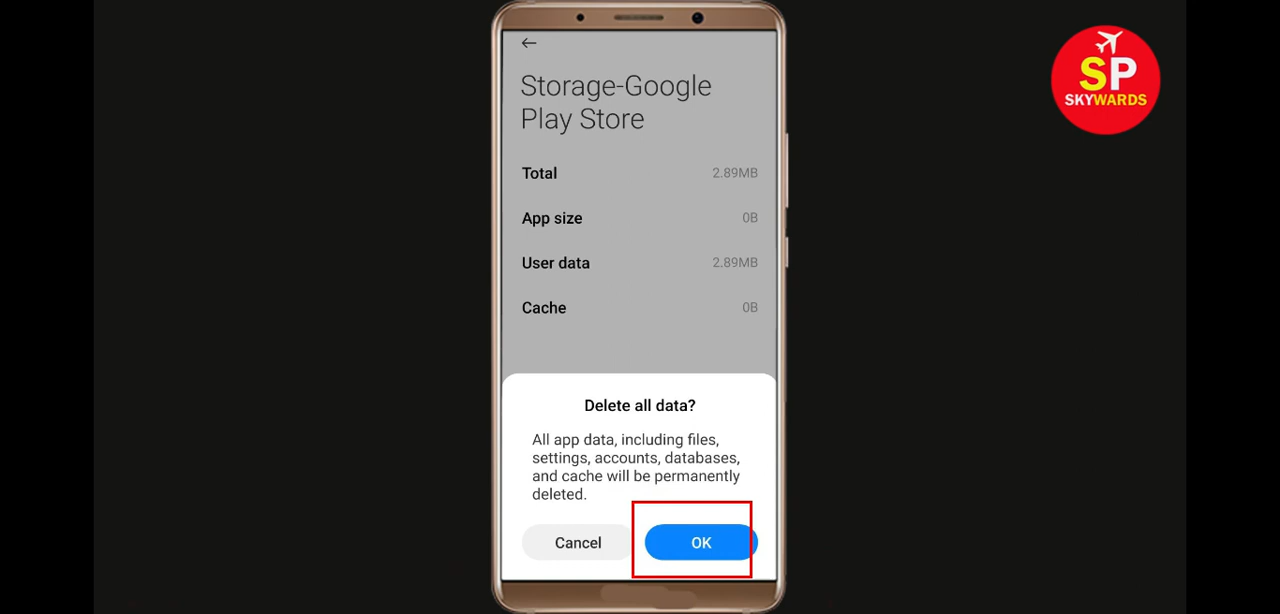 Storage-Google
Play Store
Total 2.89MB
App size 0B
User data 2.89MB
Cache 0B
Delete all data?
All app data, including files,
settings, accounts, databases,
and cache will be permanently
deleted.
Cancel OK
SP
SKYWARDS